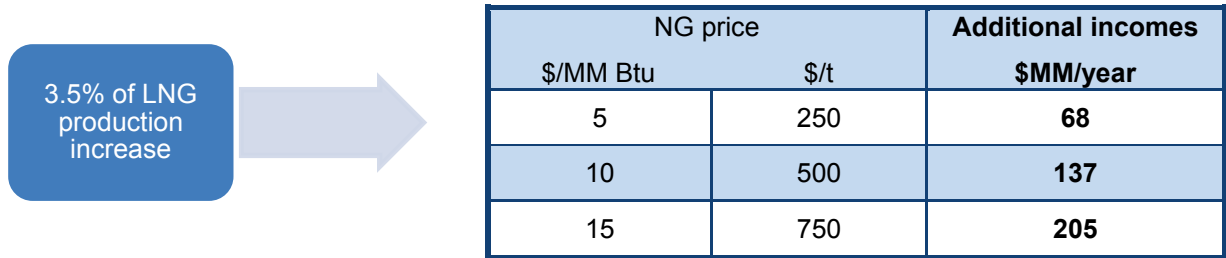 3.5% of LNG
production
increase
NG price Additional incomes
$/MM Btu $/t $MM/year
5 250 68
10 500 137
15 750 205